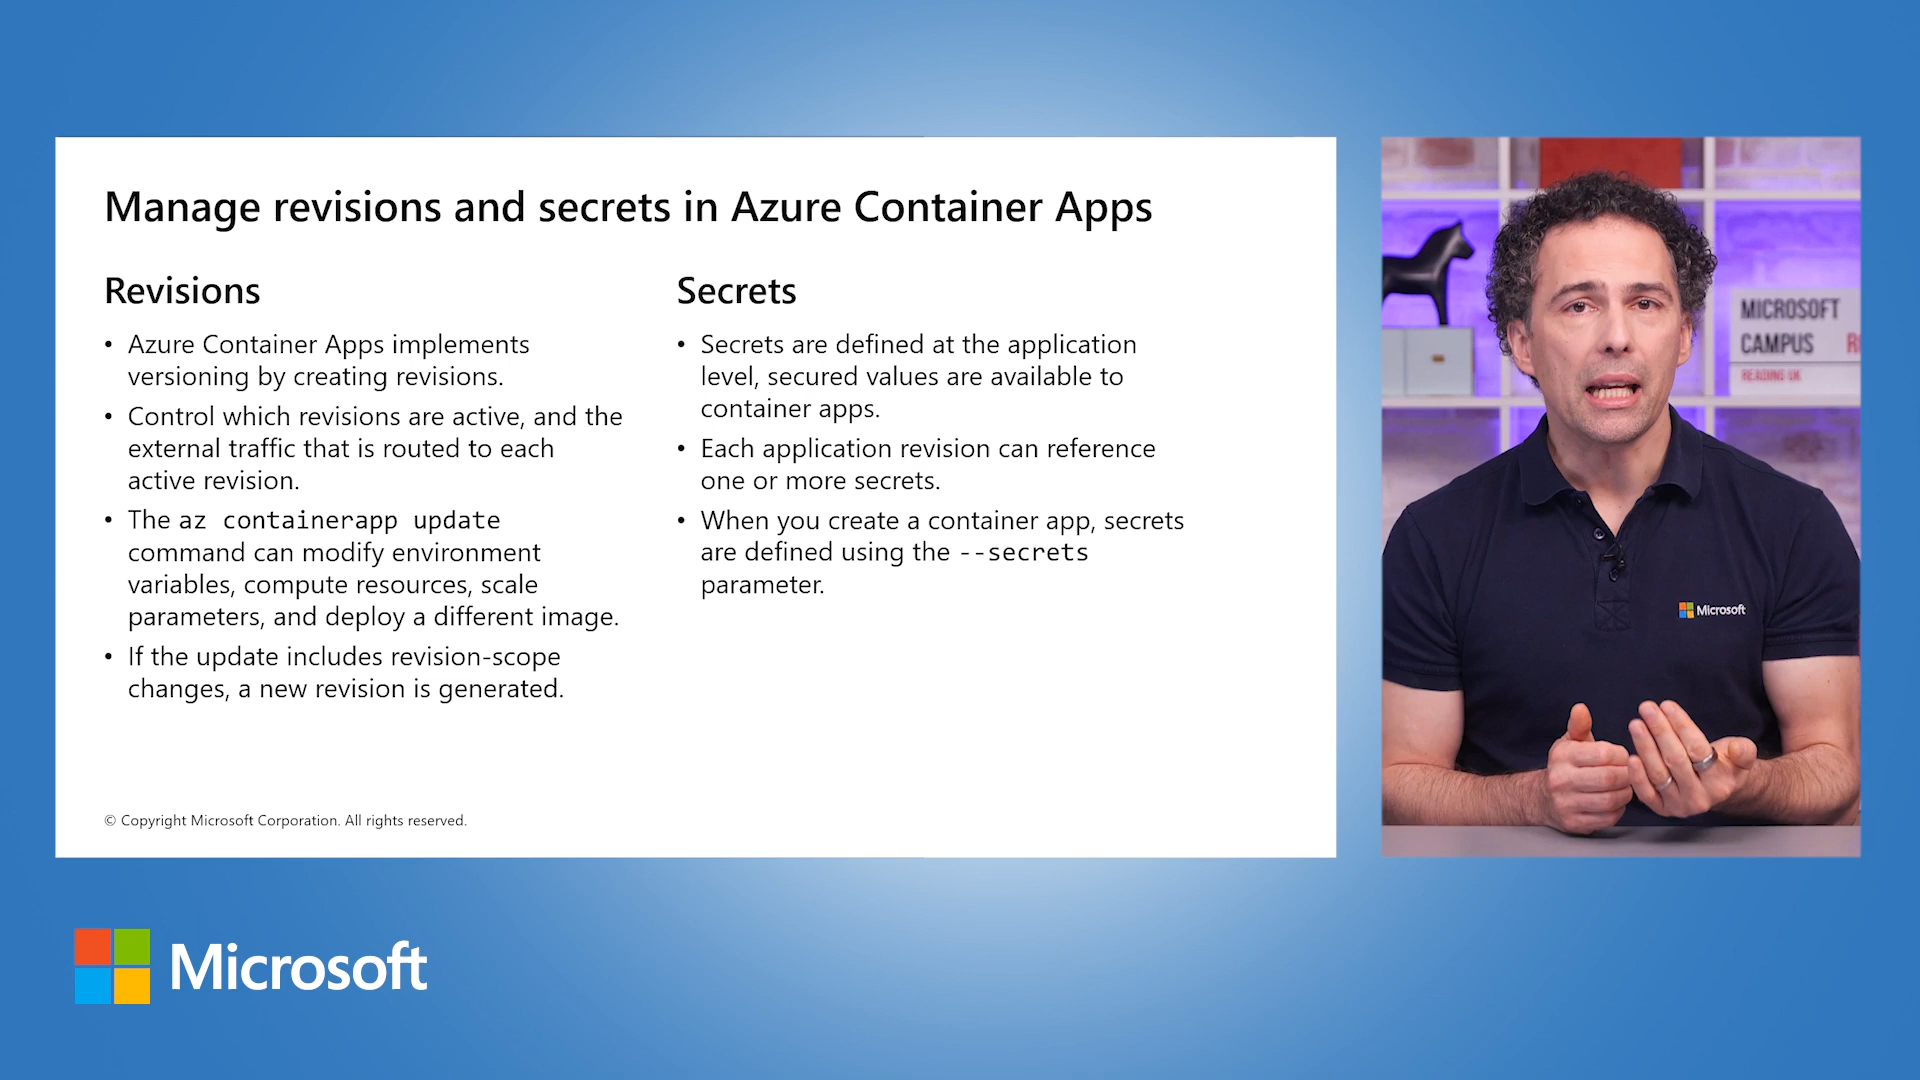 Manage revisions and secrets in Azure Container Apps
Revisions
• Azure Container Apps implements
versioning by creating revisions.
• Control which revisions are active, and the
external traffic that is routed to each
active revision.
• The az containerapp update
command can modify environment
variables, compute resources, scale
parameters, and deploy a different image.
• If the update includes revision-scope
changes, a new revision is generated.
Secrets
• Secrets are defined at the application
level, secured values are available to
container apps.
• Each application revision can reference
one or more secrets.
• When you create a container app, secrets
are defined using the --secrets
parameter.
© Copyright Microsoft Corporation. All rights reserved.
MICROSOFT
CAMPUS
READING UK
Microsoft
Microsoft